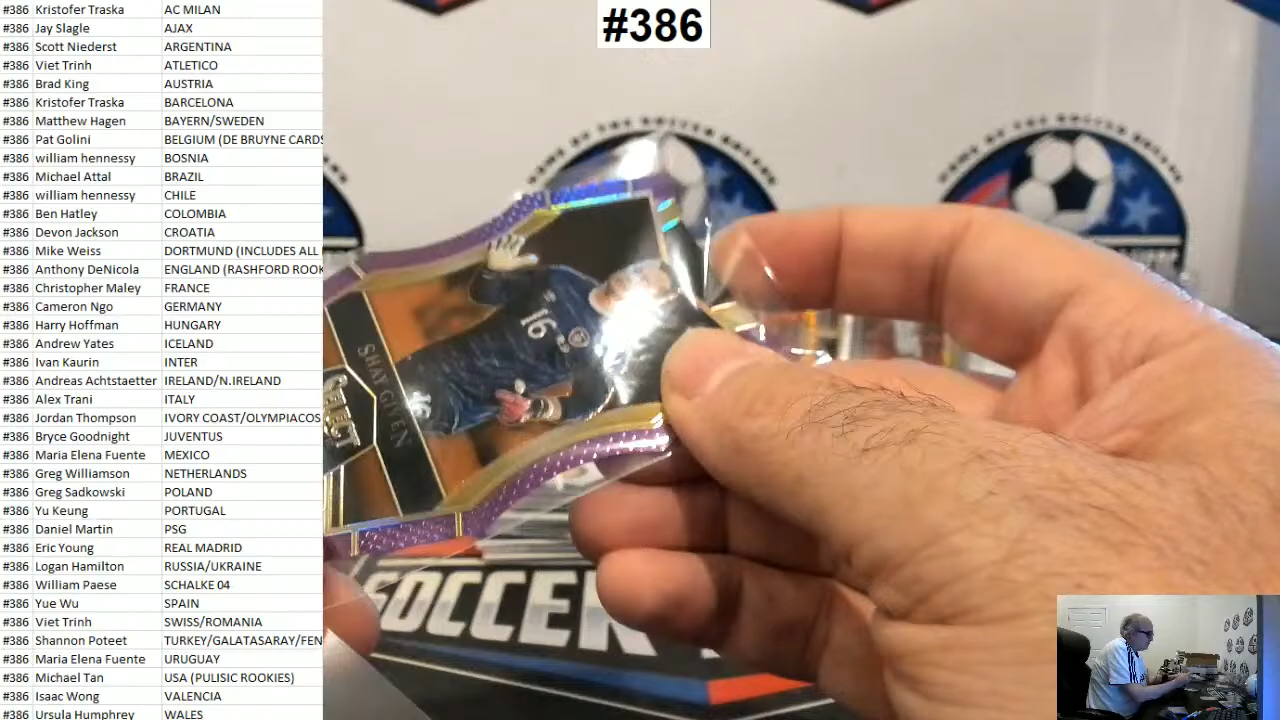 #386 Kristofer Traska AC MILAN
#386 Jay Slagle AJAX
#386 Scott Niederst ARGENTINA
#386 Viet Trinh ATLETICO
#386 Brad King AUSTRIA
#386 Kristofer Traska BARCELONA
#386 Matthew Hagen BAYERN/SWEDEN
#386 Pat Golini BELGIUM (DE BRUYNE CARDS
#386 william hennessy BOSNIA
#386 Michael Attal BRAZIL
#386 william hennessy CHILE
#386 Ben Hatley COLOMBIA
#386 Devon Jackson CROATIA
#386 Mike Weiss DORTMUND (INCLUDES ALL
#386 Anthony DeNicola ENGLAND (RASHFORD ROOK
#386 Christopher Maley FRANCE
#386 Cameron Ngo GERMANY
#386 Harry Hoffman HUNGARY
#386 Andrew Yates ICELAND
#386 Ivan Kaurin INTER
#386 Andreas Achtstaetter IRELAND/N.IRELAND
#386 Alex Trani ITALY
#386 Jordan Thompson IVORY COAST/OLYMPIACOS
#386 Bryce Goodnight JUVENTUS
#386 Maria Elena Fuente MEXICO
#386 Greg Williamson NETHERLANDS
#386 Greg Sadkowski POLAND
#386 Yu Keung PORTUGAL
#386 Daniel Martin PSG
#386 Eric Young REAL MADRID
#386 Logan Hamilton RUSSIA/UKRAINE
#386 William Paese SCHALKE 04
#386 Yue Wu SPAIN
#386 Viet Trinh SWISS/ROMANIA
#386 Shannon Poteet TURKEY/GALATASARAY/FEN
#386 Maria Elena Fuente URUGUAY
#386 Michael Tan USA (PULISIC ROOKIES)
#386 Isaac Wong VALENCIA
#386 Ursula Humphrey WALES
#386
16
SHAY GIVEN
SELECT
16
SOCCER